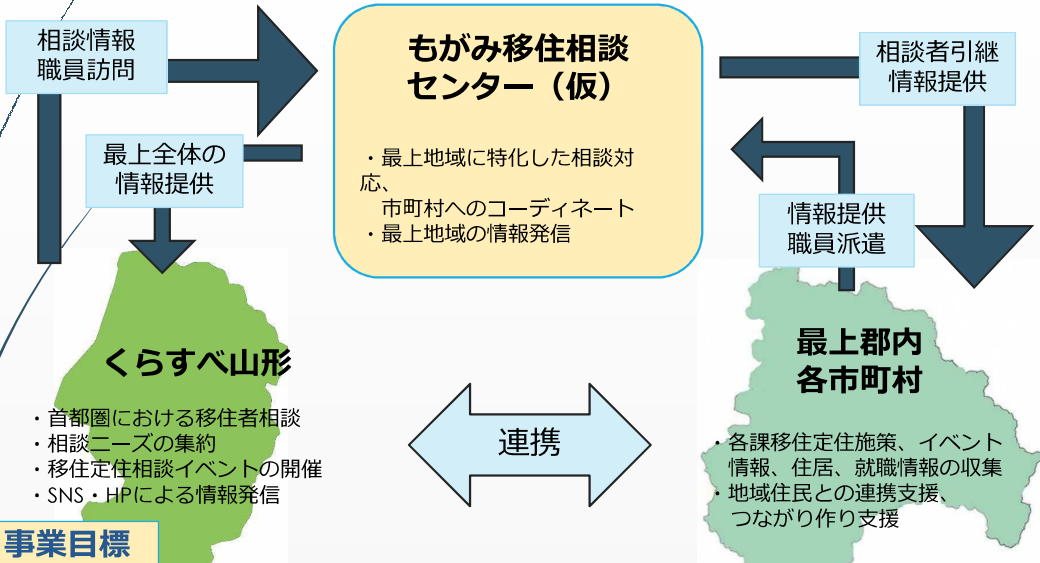 相談情報
職員訪問
最上全体の
情報提供
もがみ移住相談
センター（仮）
・最上地域に特化した相談対
応、
市町村へのコーディネート
・最上地域の情報発信
相談者引継
情報提供
情報提供
職員派遣
くらすべ山形
・首都圏における移住者相談
・相談ニーズの集約
・移住定住相談イベントの開催
・SNS・HPによる情報発信
連携
最上郡内
各市町村
・各課移住定住施策、イベント
情報、住居、就職情報の収集
・地域住民との連携支援、
つながり作り支援
事業目標